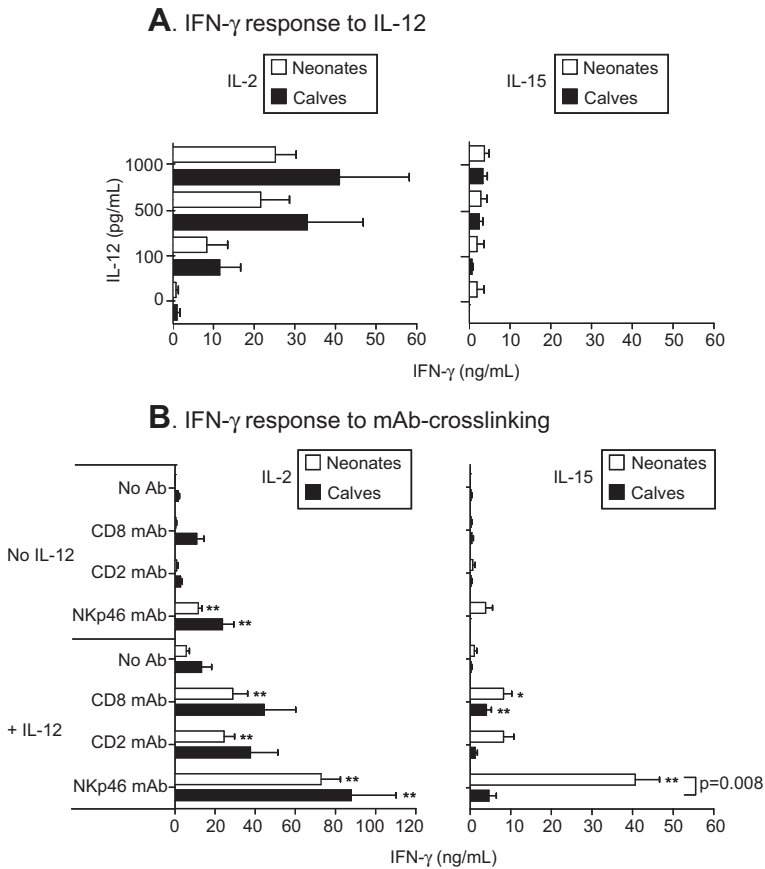 A. IFN-γ response to IL-12
IL-2
Neonates
Calves
IL-15
Neonates
Calves
IL-12 (pg/mL)
1000
500
100
0
0 10 20 30 40 50 60
0 10 20 30 40 50 60
IFN-γ (ng/mL)
B. IFN-γ response to mAb-crosslinking
IL-2
Neonates
Calves
IL-15
Neonates
Calves
No IL-12
No Ab
CD8 mAb
CD2 mAb
NKp46 mAb
**
**
+ IL-12
No Ab
CD8 mAb
**
*
**
CD2 mAb
**
NKp46 mAb
**
**
**
p=0.008
0 20 40 60 80 100 120
0 10 20 30 40 50 60
IFN-γ (ng/mL)